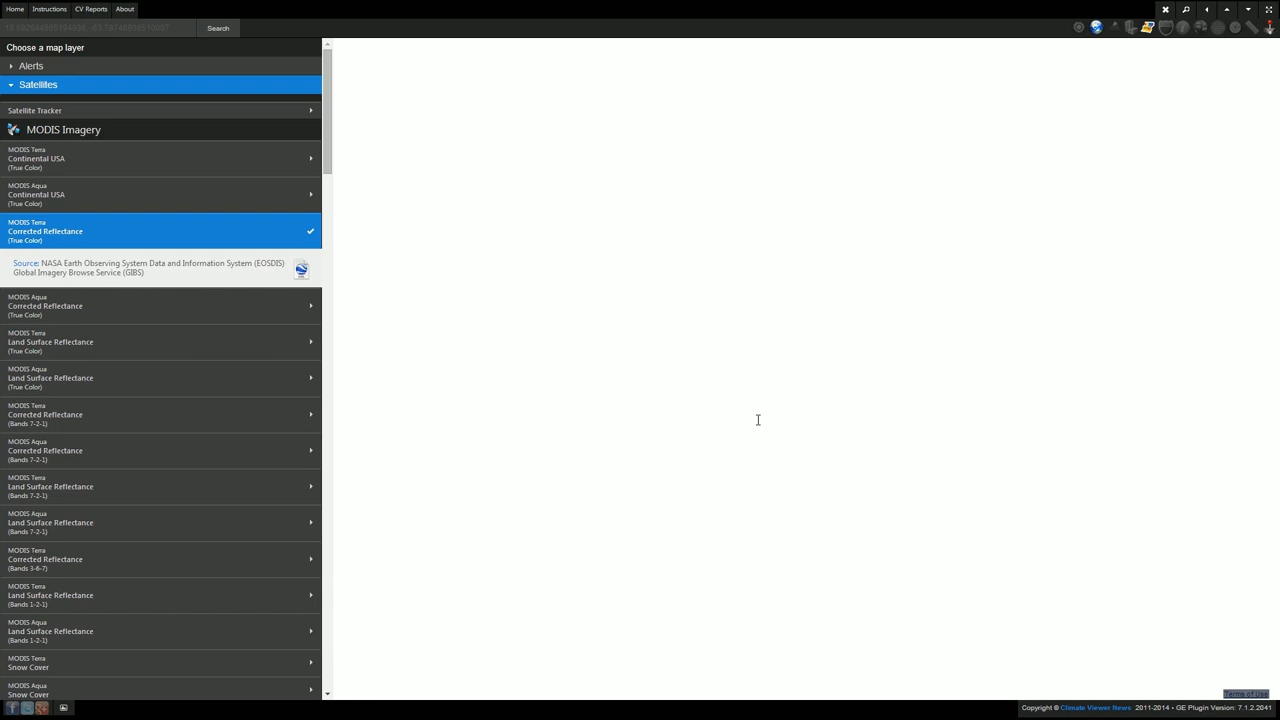 Home Instructions CV Reports About
Search
Choose a map layer
Alerts
Satellites
Satellite Tracker
MODIS Imagery
MODIS Terra
Continental USA
(True Color)
MODIS Aqua
Continental USA
(True Color)
MODIS Terra
Corrected Reflectance
(True Color)
Source: NASA Earth Observing System Data and Information System (EOSDIS)
Global Imagery Browse Service (GIBS)
MODIS Aqua
Corrected Reflectance
(True Color)
MODIS Terra
Land Surface Reflectance
(True Color)
MODIS Aqua
Land Surface Reflectance
(True Color)
MODIS Terra
Corrected Reflectance
(Bands 7-2-1)
MODIS Aqua
Corrected Reflectance
(Bands 7-2-1)
MODIS Terra
Land Surface Reflectance
(Bands 7-2-1)
MODIS Aqua
Land Surface Reflectance
(Bands 7-2-1)
MODIS Terra
Corrected Reflectance
(Bands 3-6-7)
MODIS Terra
Land Surface Reflectance
(Bands 1-2-1)
MODIS Aqua
Land Surface Reflectance
(Bands 1-2-1)
MODIS Terra
Snow Cover
MODIS Aqua
Snow Cover
Terms of Use
Copyright © Climate Viewer News 2011-2014 • GE Plugin Version: 7.1.2.2041